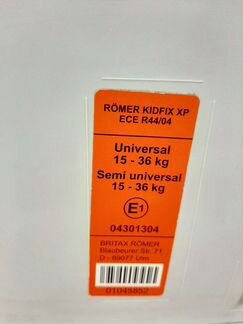 RÖMER KIDFIX XP
ECE R44/04
Universal
15 - 36 kg
Semi universal
15 - 36 kg
E1
04301304
BRITAX RÖMER
Blaubeurer Str. 71
D - 89077 Ulm
01045852